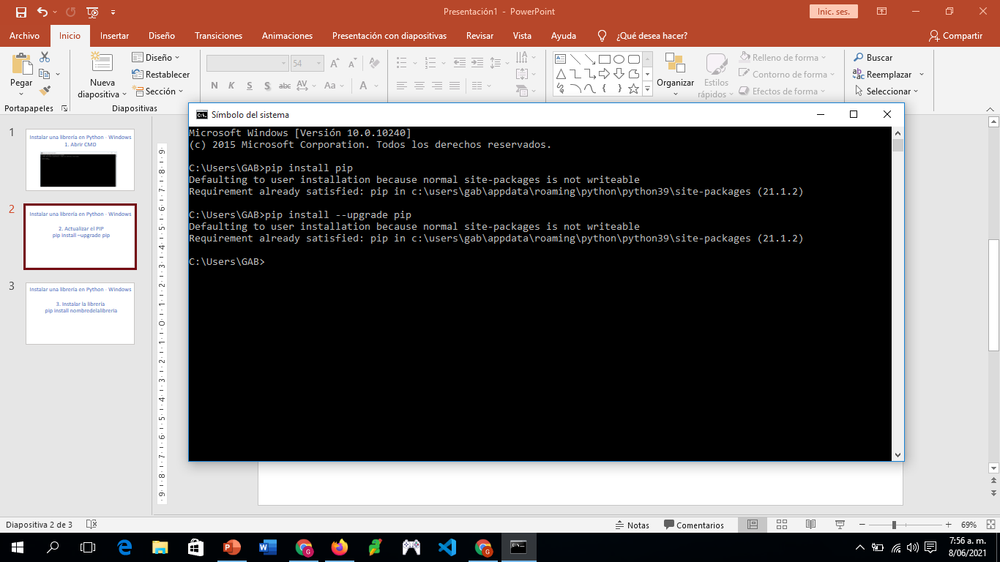 Presentación1 - PowerPoint
Inic. ses.
Archivo
Inicio
Insertar
Diseño
Transiciones
Animaciones
Presentación con diapositivas
Revisar
Vista
Ayuda
¿Qué desea hacer?
Compartir
Pegar
Portapapeles
Nueva
diapositiva
Diseño
Restablecer
Sección
Diapositivas
54
N K S S abc AV Aa A
Organizar
Estilos
rápidos
Relleno de forma
Contorno de forma
Efectos de forma
Buscar
Reemplazar
Seleccionar
1
Instalar una librería en Python - Windows
1. Abrir CMD
2
Instalar una librería en Python - Windows
2. Actualizar el PIP
pip install –upgrade pip
3
Instalar una librería en Python - Windows
3. Instalar la librería
pip install nombredelalibreria
Símbolo del sistema
Microsoft Windows [Versión 10.0.10240]
(c) 2015 Microsoft Corporation. Todos los derechos reservados.
C:\Users\GAB>pip install pip
Defaulting to user installation because normal site-packages is not writeable
Requirement already satisfied: pip in c:\users\gab\appdata\roaming\python\python39\site-packages (21.1.2)
C:\Users\GAB>pip install --upgrade pip
Defaulting to user installation because normal site-packages is not writeable
Requirement already satisfied: pip in c:\users\gab\appdata\roaming\python\python39\site-packages (21.1.2)
C:\Users\GAB>
Diapositiva 2 de 3
Notas
Comentarios
69%
7:56 a. m.
8/06/2021